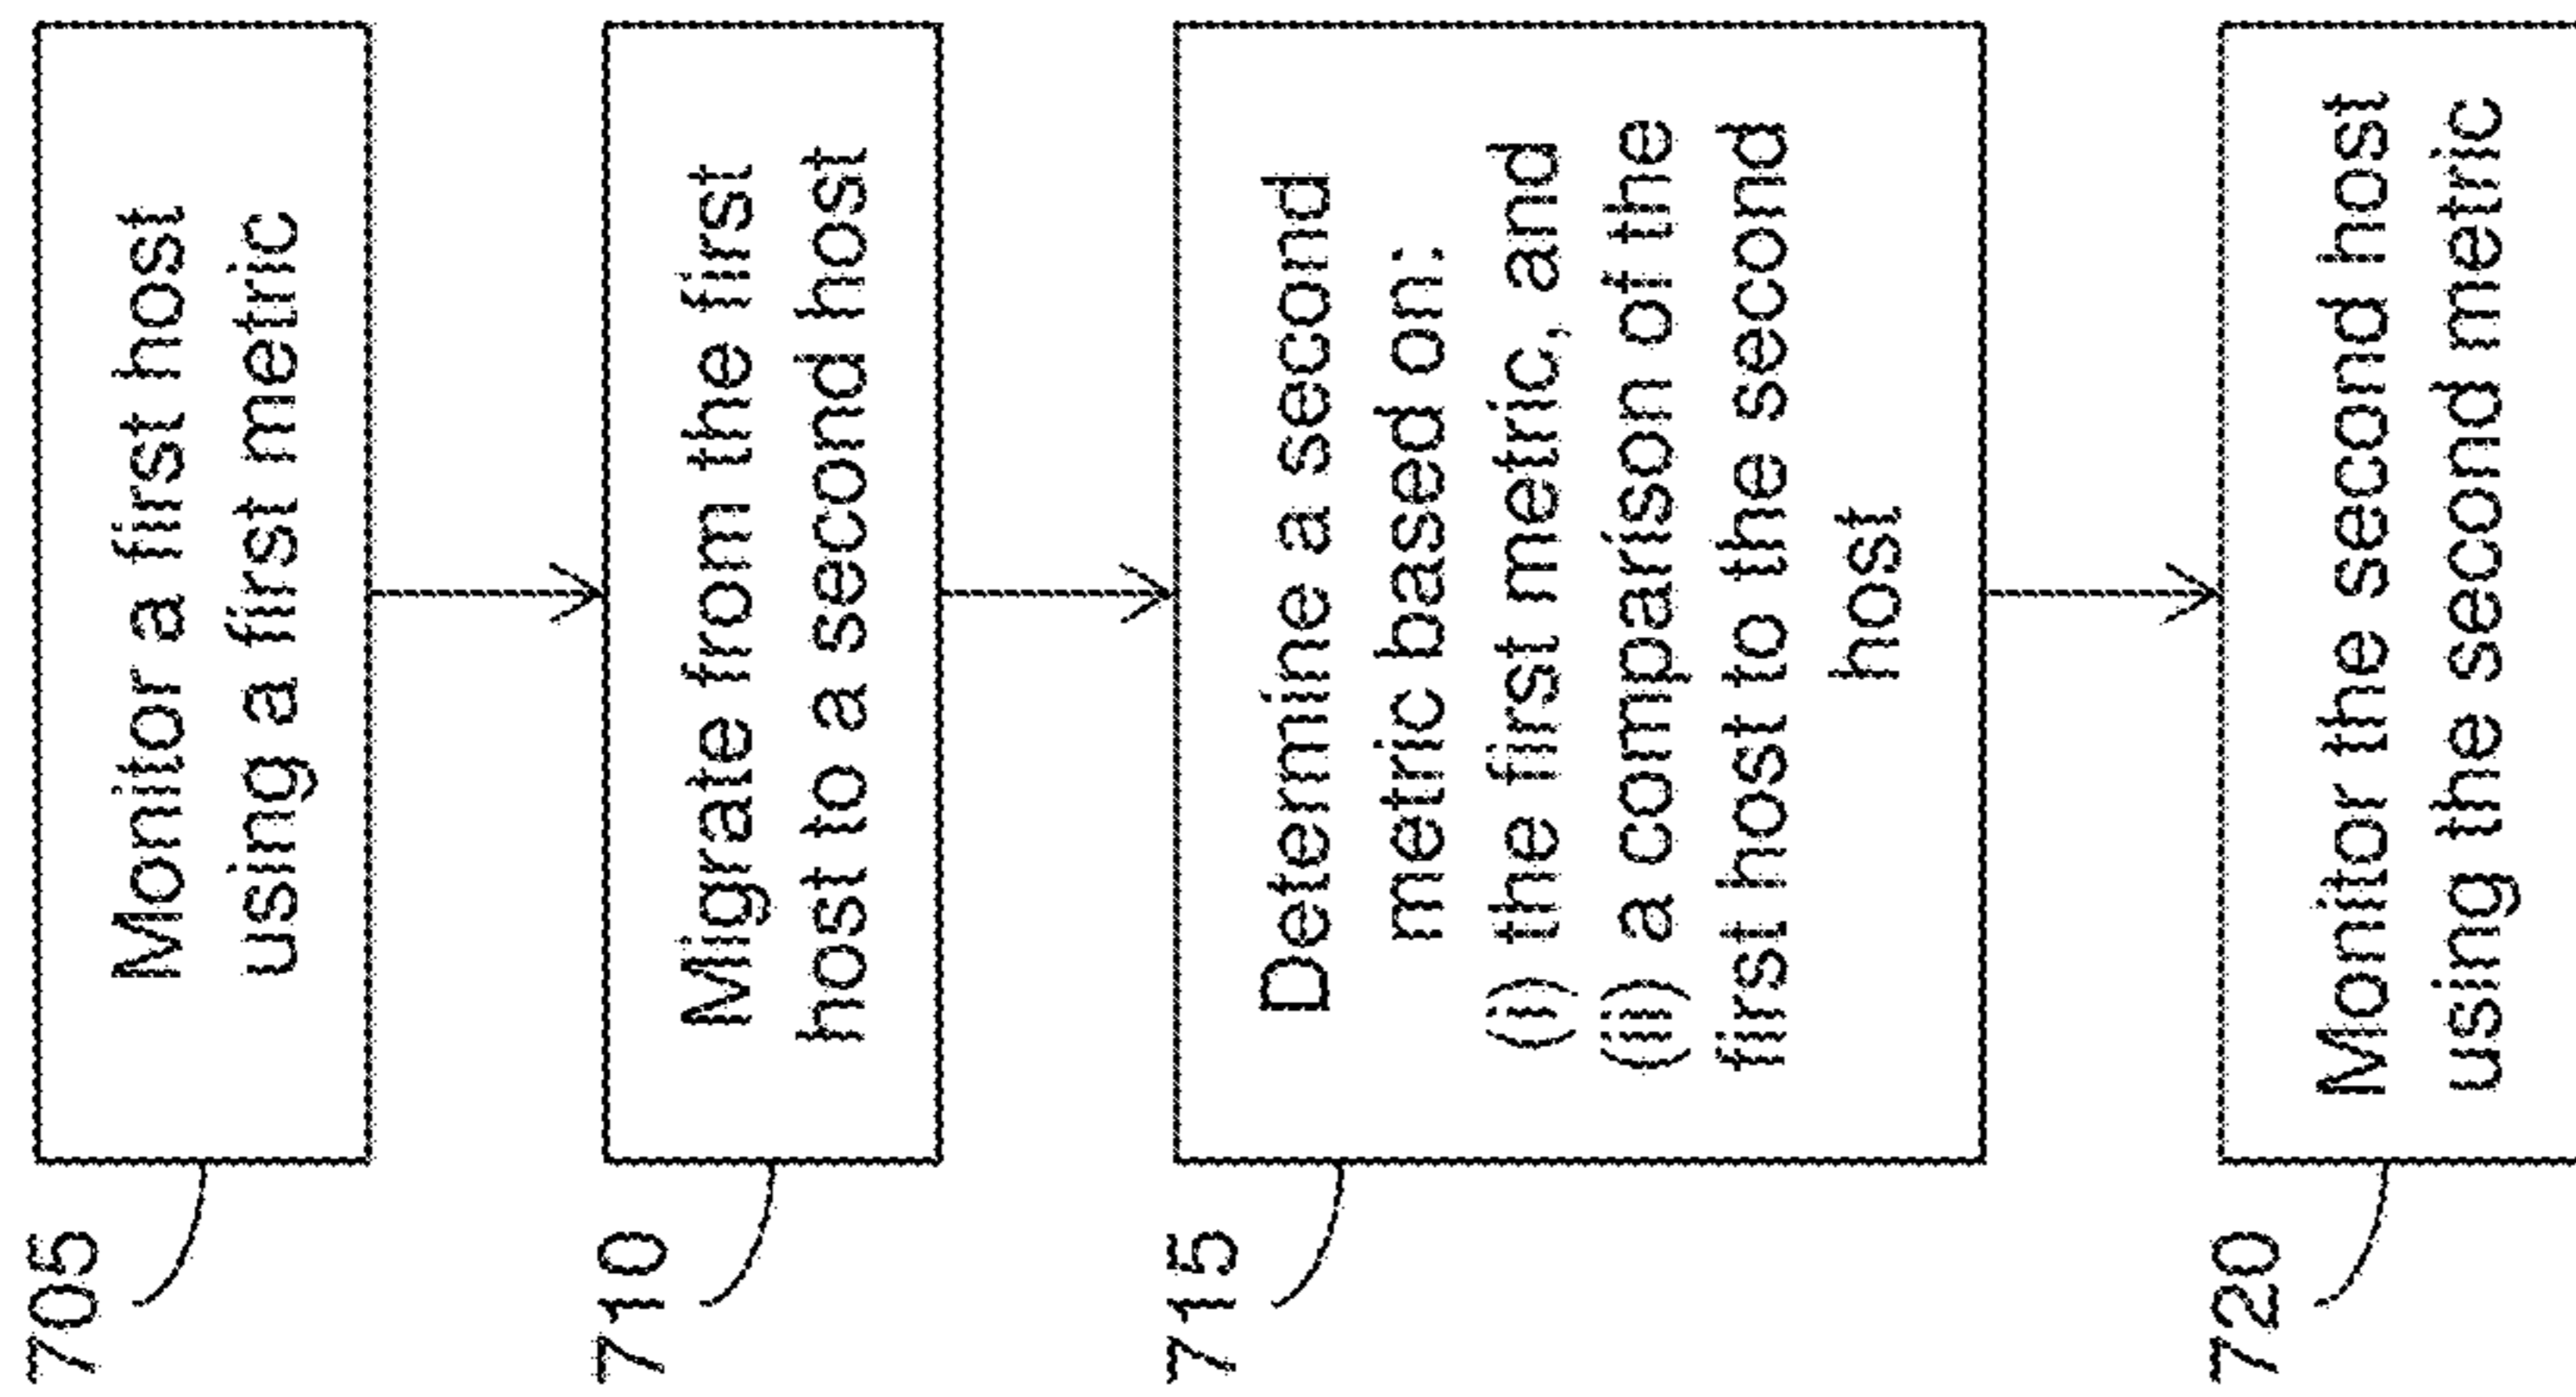 705
Monitor a first host
using a first metric
710
Migrate from the first
host to a second host
715
Determine a second
metric based on:
(i) the first metric, and
(ii) a comparison of the
first host to the second
host
720
Monitor the second host
using the second metric